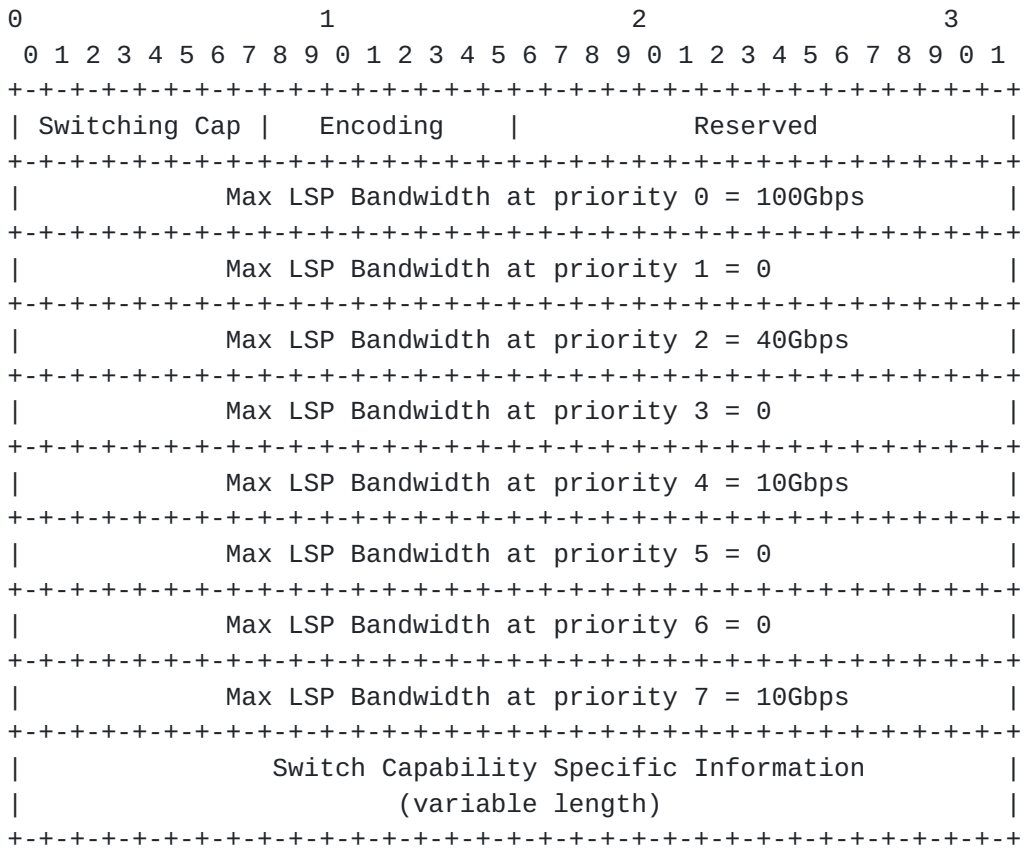 0                   1                   2                   3
 0 1 2 3 4 5 6 7 8 9 0 1 2 3 4 5 6 7 8 9 0 1 2 3 4 5 6 7 8 9 0 1
+-+-+-+-+-+-+-+-+-+-+-+-+-+-+-+-+-+-+-+-+-+-+-+-+-+-+-+-+-+-+-+-+
| Switching Cap |   Encoding    |           Reserved            |
+-+-+-+-+-+-+-+-+-+-+-+-+-+-+-+-+-+-+-+-+-+-+-+-+-+-+-+-+-+-+-+-+
|             Max LSP Bandwidth at priority 0 = 100Gbps         |
+-+-+-+-+-+-+-+-+-+-+-+-+-+-+-+-+-+-+-+-+-+-+-+-+-+-+-+-+-+-+-+-+
|             Max LSP Bandwidth at priority 1 = 0               |
+-+-+-+-+-+-+-+-+-+-+-+-+-+-+-+-+-+-+-+-+-+-+-+-+-+-+-+-+-+-+-+-+
|             Max LSP Bandwidth at priority 2 = 40Gbps          |
+-+-+-+-+-+-+-+-+-+-+-+-+-+-+-+-+-+-+-+-+-+-+-+-+-+-+-+-+-+-+-+-+
|             Max LSP Bandwidth at priority 3 = 0               |
+-+-+-+-+-+-+-+-+-+-+-+-+-+-+-+-+-+-+-+-+-+-+-+-+-+-+-+-+-+-+-+-+
|             Max LSP Bandwidth at priority 4 = 10Gbps          |
+-+-+-+-+-+-+-+-+-+-+-+-+-+-+-+-+-+-+-+-+-+-+-+-+-+-+-+-+-+-+-+-+
|             Max LSP Bandwidth at priority 5 = 0               |
+-+-+-+-+-+-+-+-+-+-+-+-+-+-+-+-+-+-+-+-+-+-+-+-+-+-+-+-+-+-+-+-+
|             Max LSP Bandwidth at priority 6 = 0               |
+-+-+-+-+-+-+-+-+-+-+-+-+-+-+-+-+-+-+-+-+-+-+-+-+-+-+-+-+-+-+-+-+
|             Max LSP Bandwidth at priority 7 = 10Gbps          |
+-+-+-+-+-+-+-+-+-+-+-+-+-+-+-+-+-+-+-+-+-+-+-+-+-+-+-+-+-+-+-+-+
|                Switch Capability Specific Information         |
|                        (variable length)                      |
+-+-+-+-+-+-+-+-+-+-+-+-+-+-+-+-+-+-+-+-+-+-+-+-+-+-+-+-+-+-+-+-+